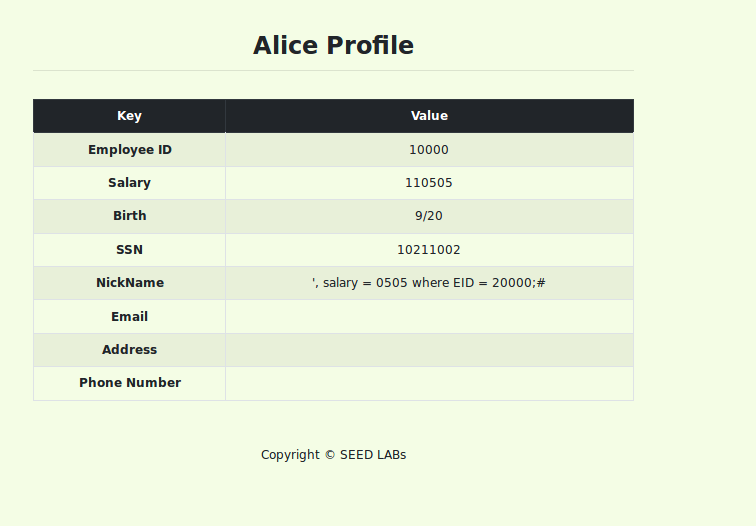 Alice Profile
Key Value
Employee ID 10000
Salary 110505
Birth 9/20
SSN 10211002
NickName ', salary = 0505 where EID = 20000;#
Email
Address
Phone Number
Copyright © SEED LABs